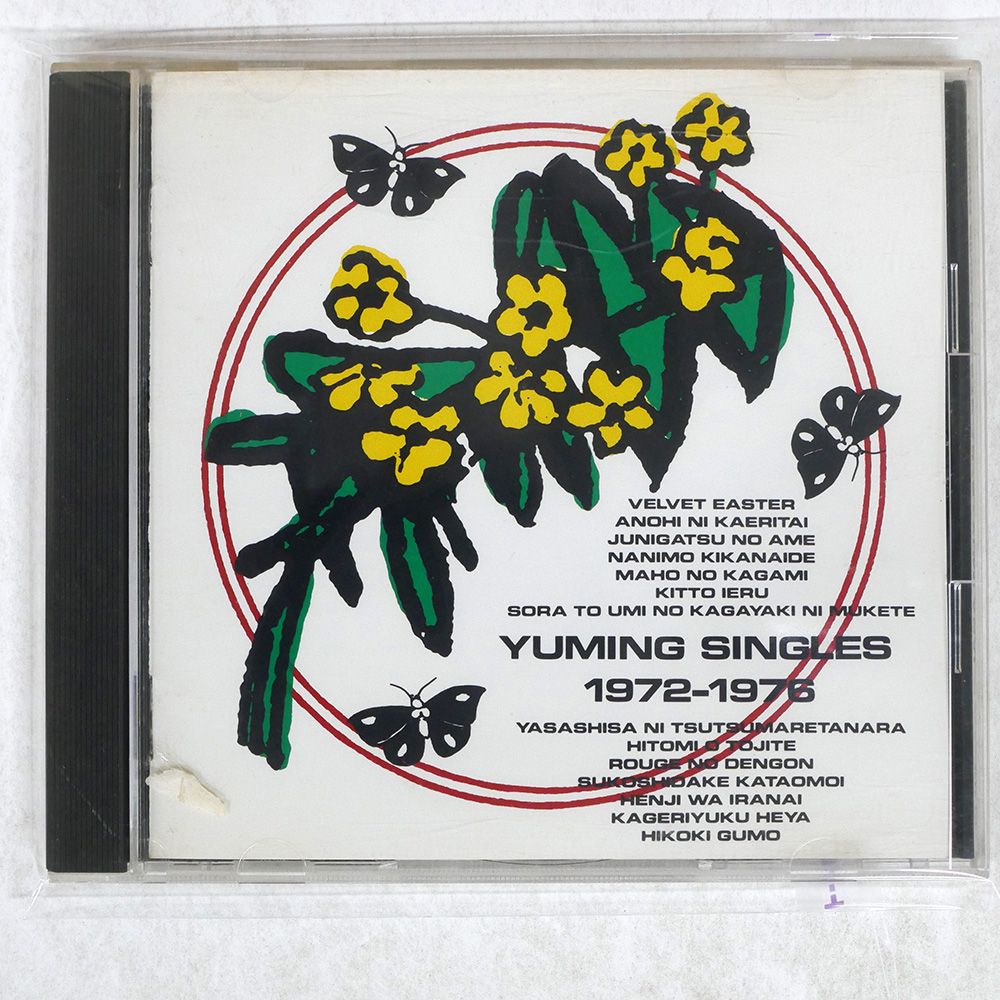 VELVET EASTER
ANOHI NI KAERITAI
JUNIGATSU NO AME
NANIMO KIKANAIDE
MAHO NO KAGAMI
KITTO IERU
SORA TO UMI NO KAGAYAKI NI MUKETE
YUMING SINGLES
1972-1976
YASASHISA NI TSUTSUMARETANARA
HITOMI O TOJITE
ROUGE NO DENGON
SUKOSHIDAKE KATAOMOI
HENJI WA IRANAI
KAGERIYUKU HEYA
HIKOKI GUMO